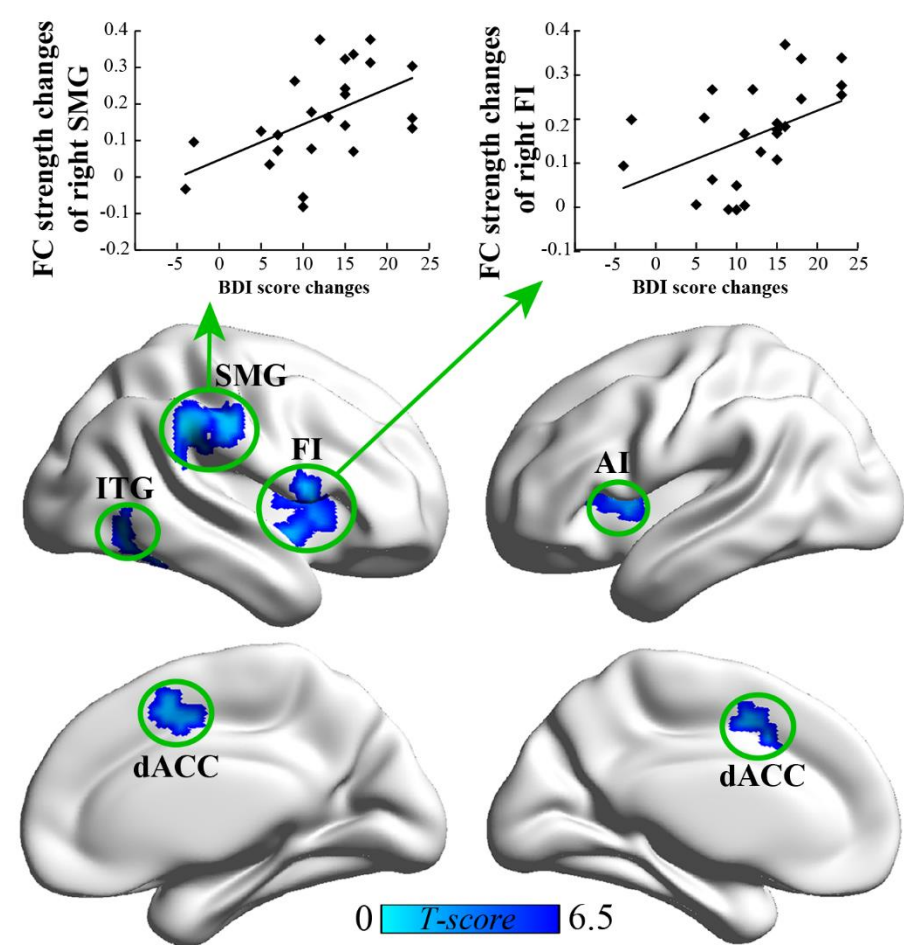 FC strength changes
of right SMG
0.4
0.3
0.2
0.1
0
-0.1
-0.2
-5 0 5 10 15 20 25
BDI score changes
FC strength changes
of right FI
0.4
0.3
0.2
0.1
0
-0.1
-5 0 5 10 15 20 25
BDI score changes
SMG
FI
ITG
AI
dACC
dACC
0 T-score 6.5